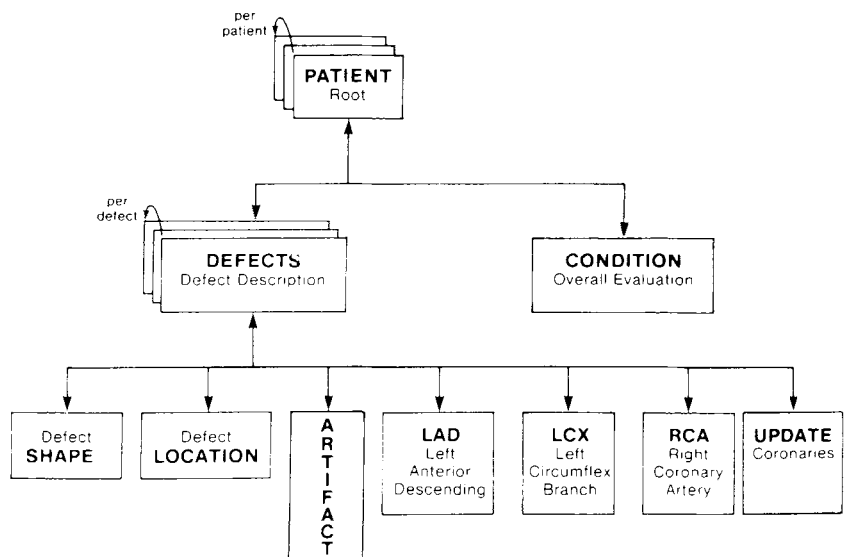 per
patient
PATIENT
Root
per
defect
DEFECTS
Defect Description
CONDITION
Overall Evaluation
Defect
SHAPE
Defect
LOCATION
ARTIFACT
LAD
Left
Anterior
Descending
LCX
Left
Circumflex
Branch
RCA
Right
Coronary
Artery
UPDATE
Coronaries